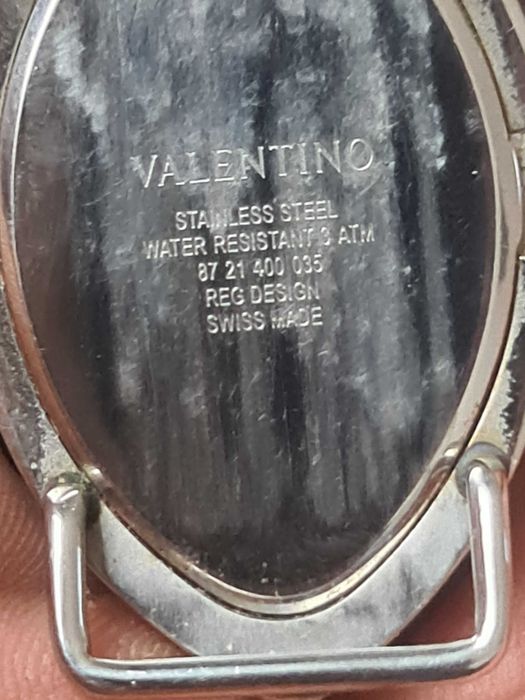 VALENTINO
STAINLESS STEEL
WATER RESISTANT 3 ATM
87 21 400 035
REG DESIGN
SWISS MADE